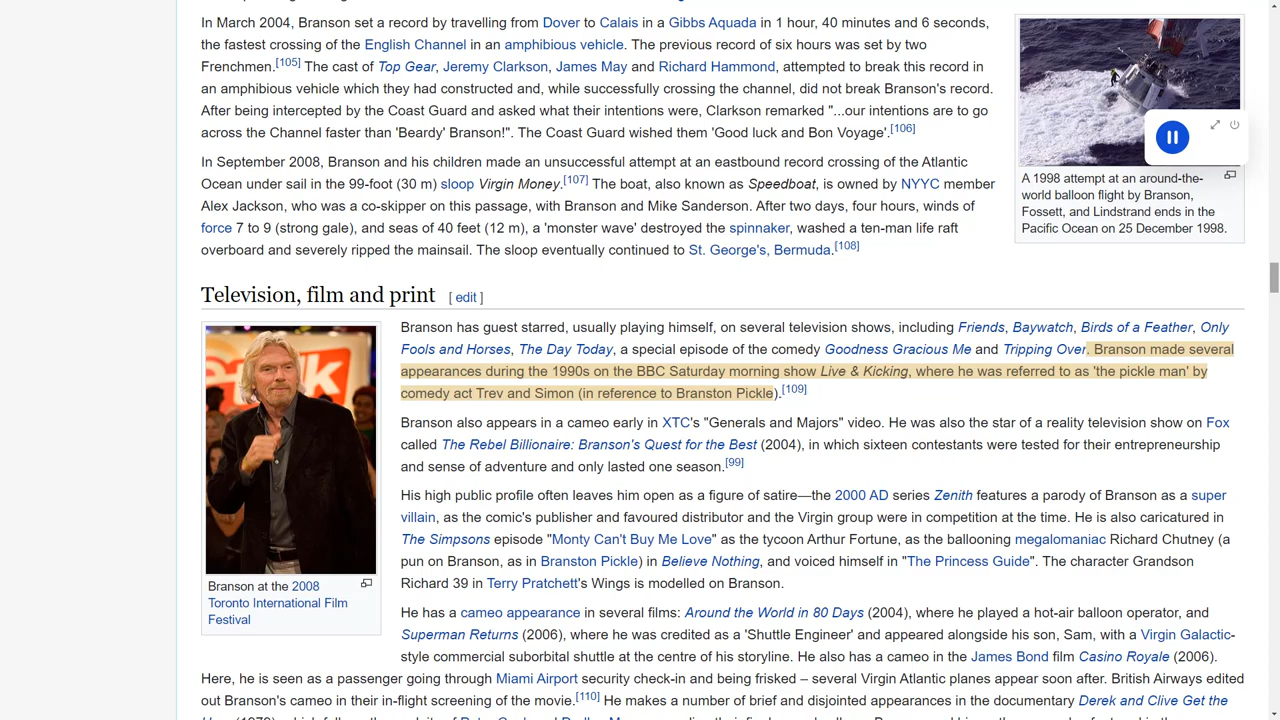 In March 2004, Branson set a record by travelling from Dover to Calais in a Gibbs Aquada in 1 hour, 40 minutes and 6 seconds,
the fastest crossing of the English Channel in an amphibious vehicle. The previous record of six hours was set by two
Frenchmen.[105] The cast of Top Gear, Jeremy Clarkson, James May and Richard Hammond, attempted to break this record in
an amphibious vehicle which they had constructed and, while successfully crossing the channel, did not break Branson's record.
After being intercepted by the Coast Guard and asked what their intentions were, Clarkson remarked "...our intentions are to go
across the Channel faster than 'Beardy' Branson!". The Coast Guard wished them 'Good luck and Bon Voyage'.[106]
In September 2008, Branson and his children made an unsuccessful attempt at an eastbound record crossing of the Atlantic
Ocean under sail in the 99-foot (30 m) sloop Virgin Money.[107] The boat, also known as Speedboat, is owned by NYYC member
Alex Jackson, who was a co-skipper on this passage, with Branson and Mike Sanderson. After two days, four hours, winds of
force 7 to 9 (strong gale), and seas of 40 feet (12 m), a 'monster wave' destroyed the spinnaker, washed a ten-man life raft
overboard and severely ripped the mainsail. The sloop eventually continued to St. George's, Bermuda.[108]
A 1998 attempt at an around-the-
world balloon flight by Branson,
Fossett, and Lindstrand ends in the
Pacific Ocean on 25 December 1998.
Television, film and print [ edit ]
Branson has guest starred, usually playing himself, on several television shows, including Friends, Baywatch, Birds of a Feather, Only
Fools and Horses, The Day Today, a special episode of the comedy Goodness Gracious Me and Tripping Over. Branson made several
appearances during the 1990s on the BBC Saturday morning show Live & Kicking, where he was referred to as 'the pickle man' by
comedy act Trev and Simon (in reference to Branston Pickle).[109]
Branson also appears in a cameo early in XTC's "Generals and Majors" video. He was also the star of a reality television show on Fox
called The Rebel Billionaire: Branson's Quest for the Best (2004), in which sixteen contestants were tested for their entrepreneurship
and sense of adventure and only lasted one season.[99]
His high public profile often leaves him open as a figure of satire—the 2000 AD series Zenith features a parody of Branson as a super
villain, as the comic's publisher and favoured distributor and the Virgin group were in competition at the time. He is also caricatured in
The Simpsons episode "Monty Can't Buy Me Love" as the tycoon Arthur Fortune, as the ballooning megalomaniac Richard Chutney (a
pun on Branson, as in Branston Pickle) in Believe Nothing, and voiced himself in "The Princess Guide". The character Grandson
Richard 39 in Terry Pratchett's Wings is modelled on Branson.
Branson at the 2008
Toronto International Film
Festival
He has a cameo appearance in several films: Around the World in 80 Days (2004), where he played a hot-air balloon operator, and
Superman Returns (2006), where he was credited as a 'Shuttle Engineer' and appeared alongside his son, Sam, with a Virgin Galactic-
style commercial suborbital shuttle at the centre of his storyline. He also has a cameo in the James Bond film Casino Royale (2006).
Here, he is seen as a passenger going through Miami Airport security check-in and being frisked – several Virgin Atlantic planes appear soon after. British Airways edited
out Branson's cameo in their in-flight screening of the movie.[110] He makes a number of brief and disjointed appearances in the documentary Derek and Clive Get the